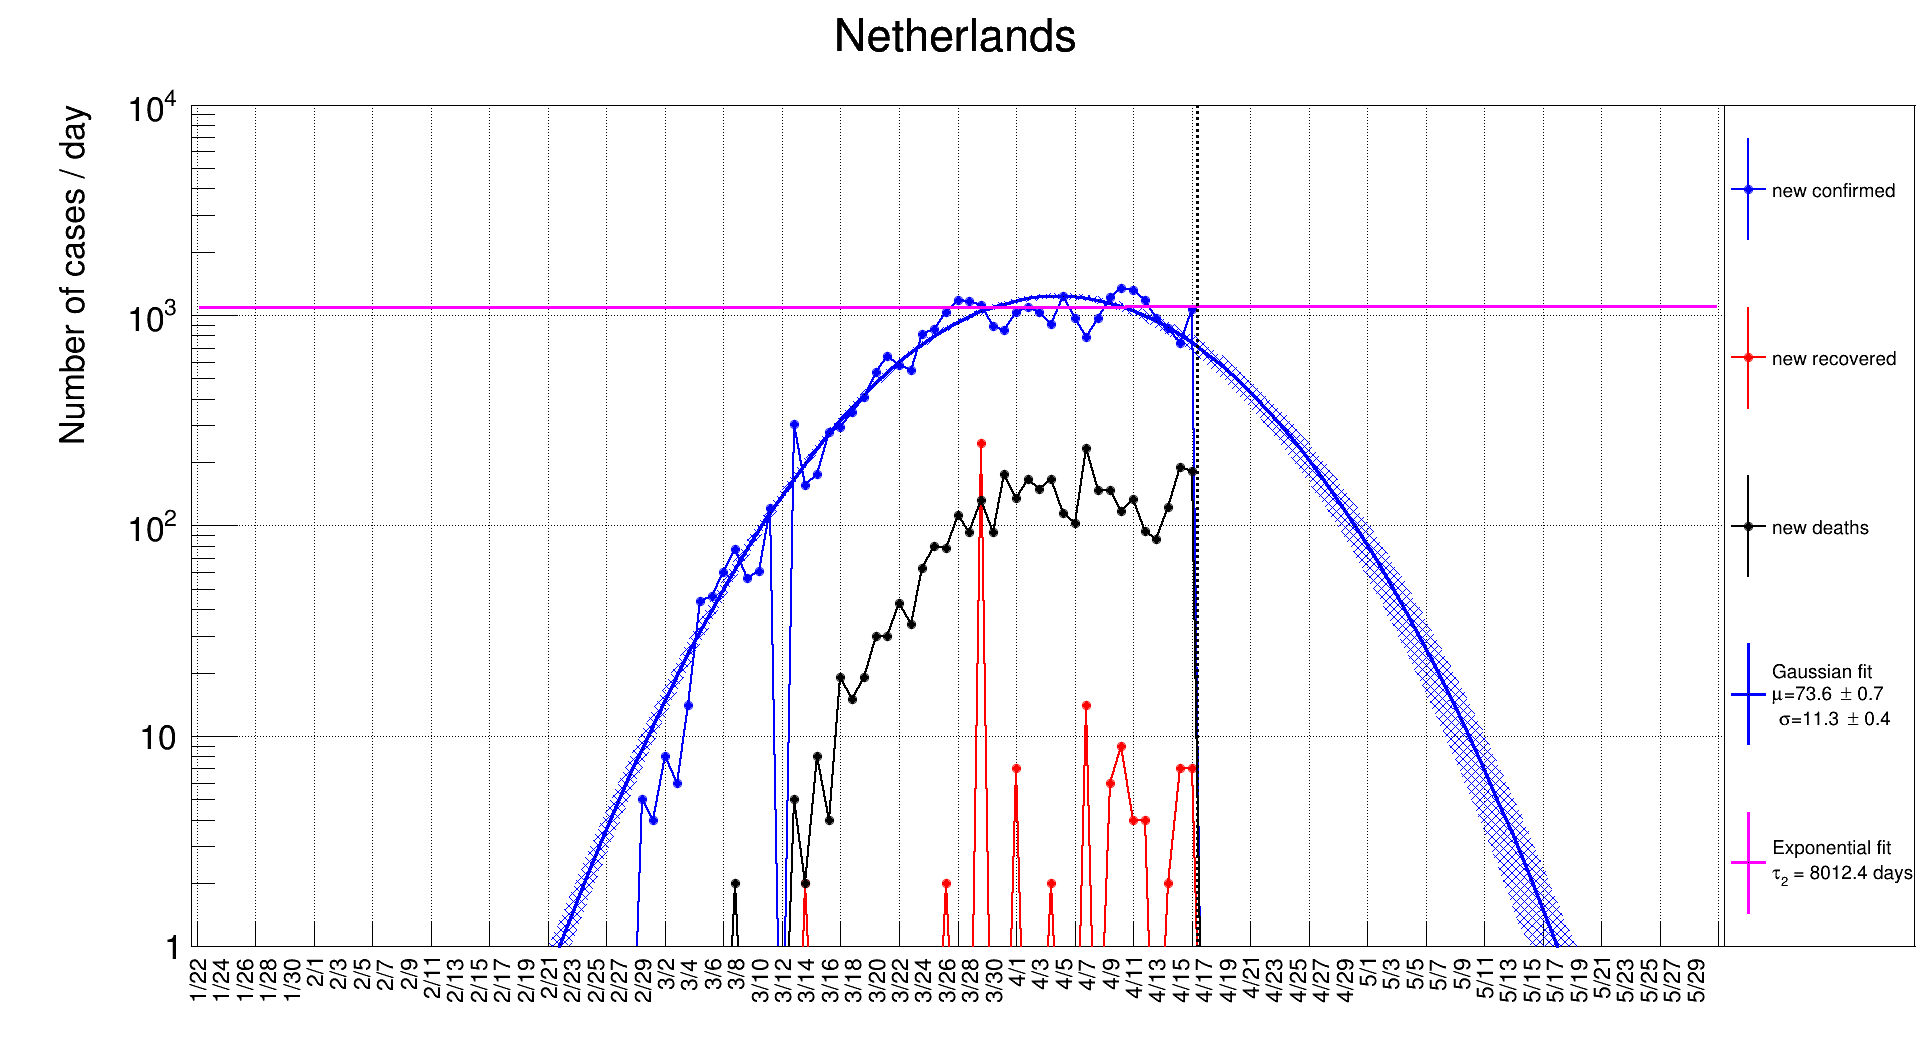 Netherlands
Number of cases / day
10⁴
10³
10²
10
1
1/22 1/24 1/26 1/28 1/30 2/1 2/3 2/5 2/7 2/9 2/11 2/13 2/15 2/17 2/19 2/21 2/23 2/25 2/27 2/29 3/2 3/4 3/6 3/8 3/10 3/12 3/14 3/16 3/18 3/20 3/22 3/24 3/26 3/28 3/30 4/1 4/3 4/5 4/7 4/9 4/11 4/13 4/15 4/17 4/19 4/21 4/23 4/25 4/27 4/29 5/1 5/3 5/5 5/7 5/9 5/11 5/13 5/15 5/17 5/19 5/21 5/23 5/25 5/27 5/29
new confirmed
new recovered
new deaths
Gaussian fit
μ=73.6 ± 0.7
σ=11.3 ± 0.4
Exponential fit
τ₂ = 8012.4 days